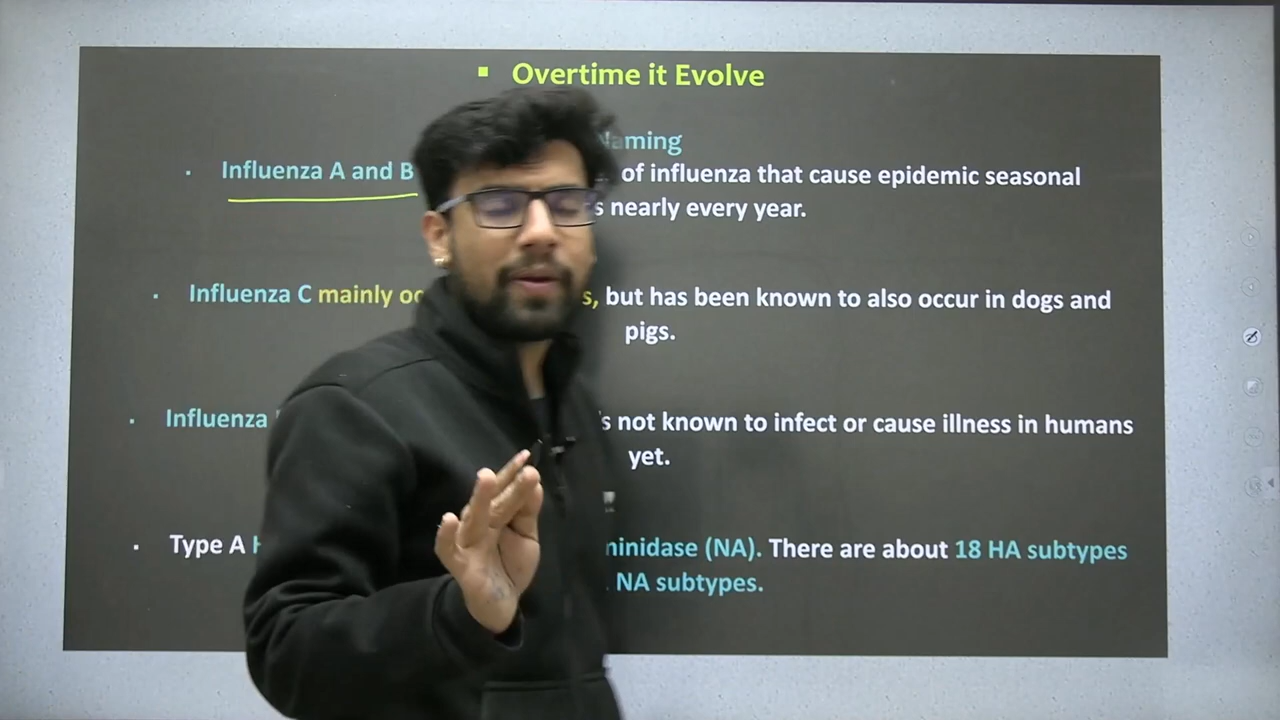 ▪ Overtime it Evolve
Naming
▪ Influenza A and B of influenza that cause epidemic seasonal
nearly every year.
▪ Influenza C mainly but has been known to also occur in dogs and
pigs.
▪ Influenza not known to infect or cause illness in humans
yet.
▪ Type A (NA). There are about 18 HA subtypes
NA subtypes.